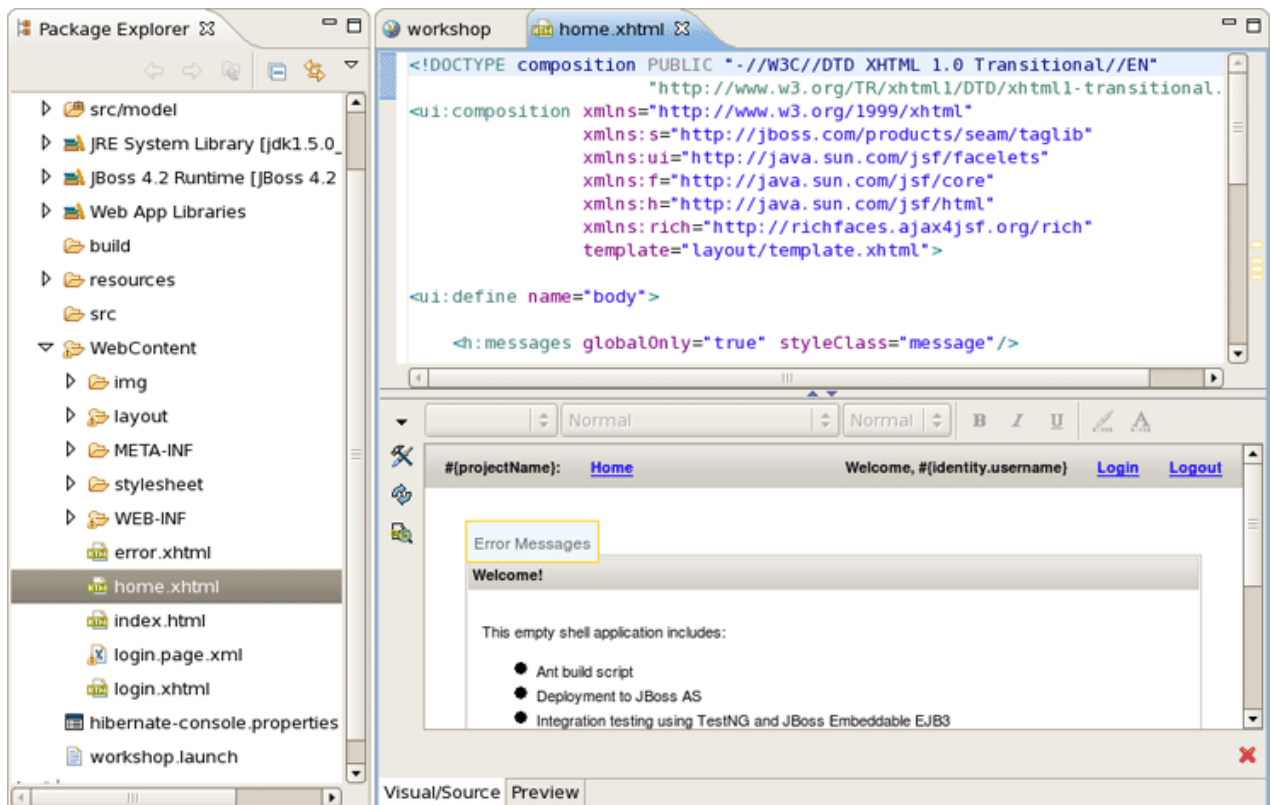 Package Explorer
src/model
JRE System Library [jdk1.5.0_
JBoss 4.2 Runtime [JBoss 4.2
Web App Libraries
build
resources
src
WebContent
img
layout
META-INF
stylesheet
WEB-INF
error.xhtml
home.xhtml
index.html
login.page.xml
login.xhtml
hibernate-console.properties
workshop.launch
workshop
home.xhtml
<!DOCTYPE composition PUBLIC "-//W3C//DTD XHTML 1.0 Transitional//EN"
"http://www.w3.org/TR/xhtml1/DTD/xhtml1-transitional.
<ui:composition xmlns="http://www.w3.org/1999/xhtml"
xmlns:s="http://jboss.com/products/seam/taglib"
xmlns:ui="http://java.sun.com/jsf/facelets"
xmlns:f="http://java.sun.com/jsf/core"
xmlns:h="http://java.sun.com/jsf/html"
xmlns:rich="http://richfaces.ajax4jsf.org/rich"
template="layout/template.xhtml">
<ui:define name="body">
<h:messages globalOnly="true" styleClass="message"/>
Normal Normal B I U A
#{projectName}: Home Welcome, #{identity.username} Login Logout
Error Messages
Welcome!
This empty shell application includes:
Ant build script
Deployment to JBoss AS
Integration testing using TestNG and JBoss Embeddable EJB3
Visual/Source Preview